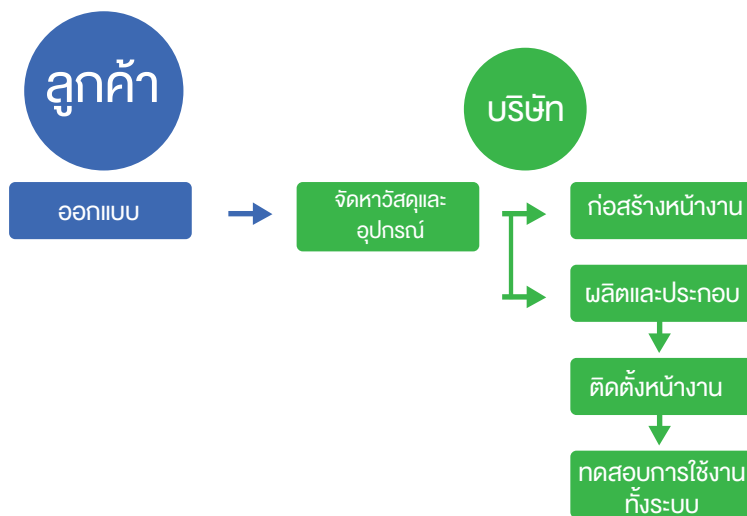 ลูกค้า
บริษัท
ออกแบบ
จัดหาวัสดุและ
อุปกรณ์
ก่อสร้างหน้างาน
ผลิตและประกอบ
ติดตั้งหน้างาน
ทดสอบการใช้งาน
ทั้งระบบ